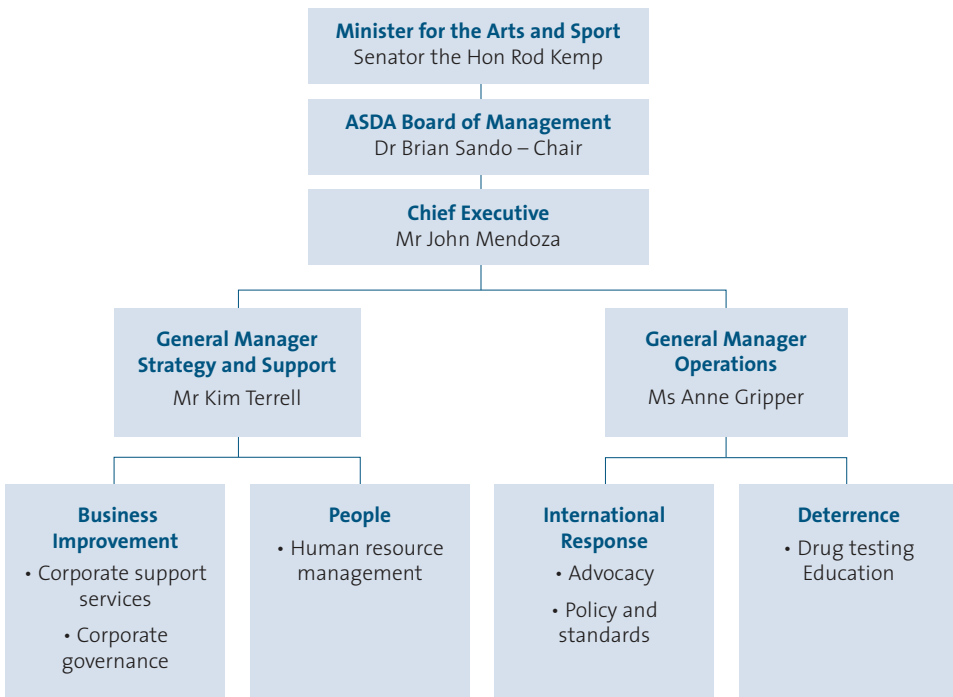 Minister for the Arts and Sport
Senator the Hon Rod Kemp
ASDA Board of Management
Dr Brian Sando – Chair
Chief Executive
Mr John Mendoza
General Manager
Strategy and Support
Mr Kim Terrell
General Manager
Operations
Ms Anne Gripper
Business
Improvement
• Corporate support
services
• Corporate
governance
People
• Human resource
management
International
Response
• Advocacy
• Policy and
standards
Deterrence
• Drug testing
Education